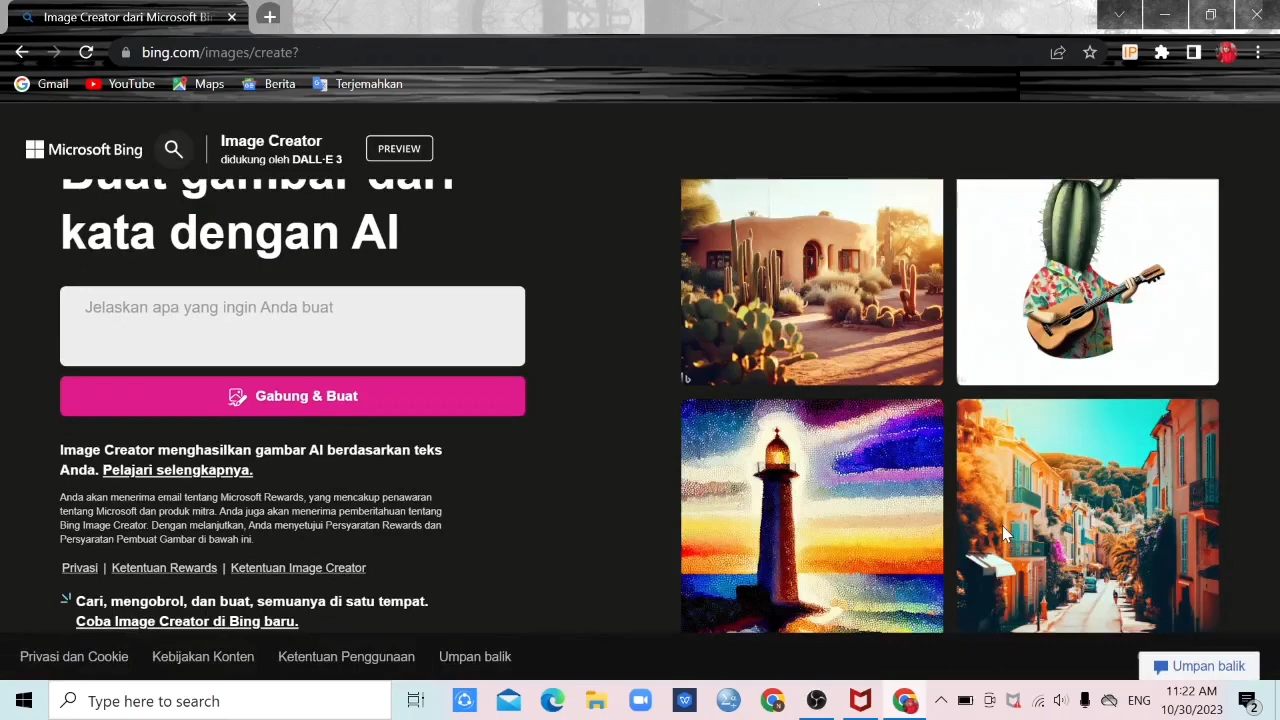 Image Creator dari Microsoft Bin
bing.com/images/create?
IP
Gmail
YouTube
Maps
Berita
Terjemahkan
Microsoft Bing
Image Creator
didukung oleh DALL·E 3
PREVIEW
Buat gambar dari
kata dengan AI
Jelaskan apa yang ingin Anda buat
Gabung & Buat
Image Creator menghasilkan gambar AI berdasarkan teks
Anda. Pelajari selengkapnya.
Anda akan menerima email tentang Microsoft Rewards, yang mencakup penawaran
tentang Microsoft dan produk mitra. Anda juga akan menerima pemberitahuan tentang
Bing Image Creator. Dengan melanjutkan, Anda menyetujui Persyaratan Rewards dan
Persyaratan Pembuat Gambar di bawah ini.
Privasi | Ketentuan Rewards | Ketentuan Image Creator
Cari, mengobrol, dan buat, semuanya di satu tempat.
Coba Image Creator di Bing baru.
Privasi dan Cookie
Kebijakan Konten
Ketentuan Penggunaan
Umpan balik
Umpan balik
Type here to search
ENG
11:22 AM
10/30/2023
2